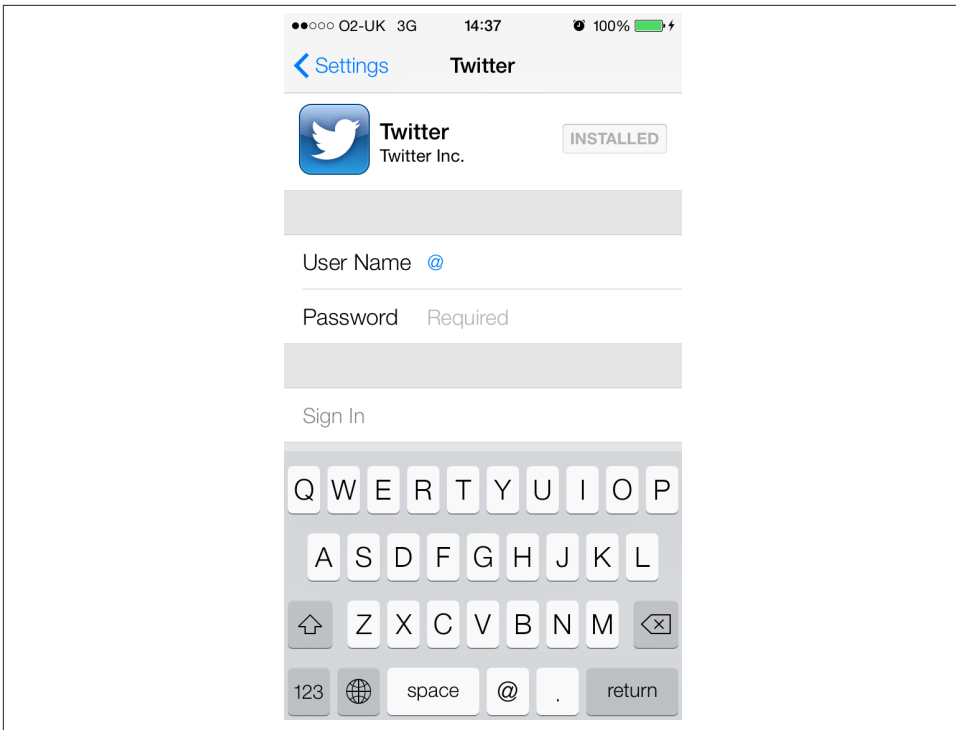 O2-UK 3G 14:37 100%
Settings Twitter
Twitter
Twitter Inc.
INSTALLED
User Name @
Password Required
Sign In
Q W E R T Y U I O P
A S D F G H J K L
Z X C V B N M
123 space @ . return